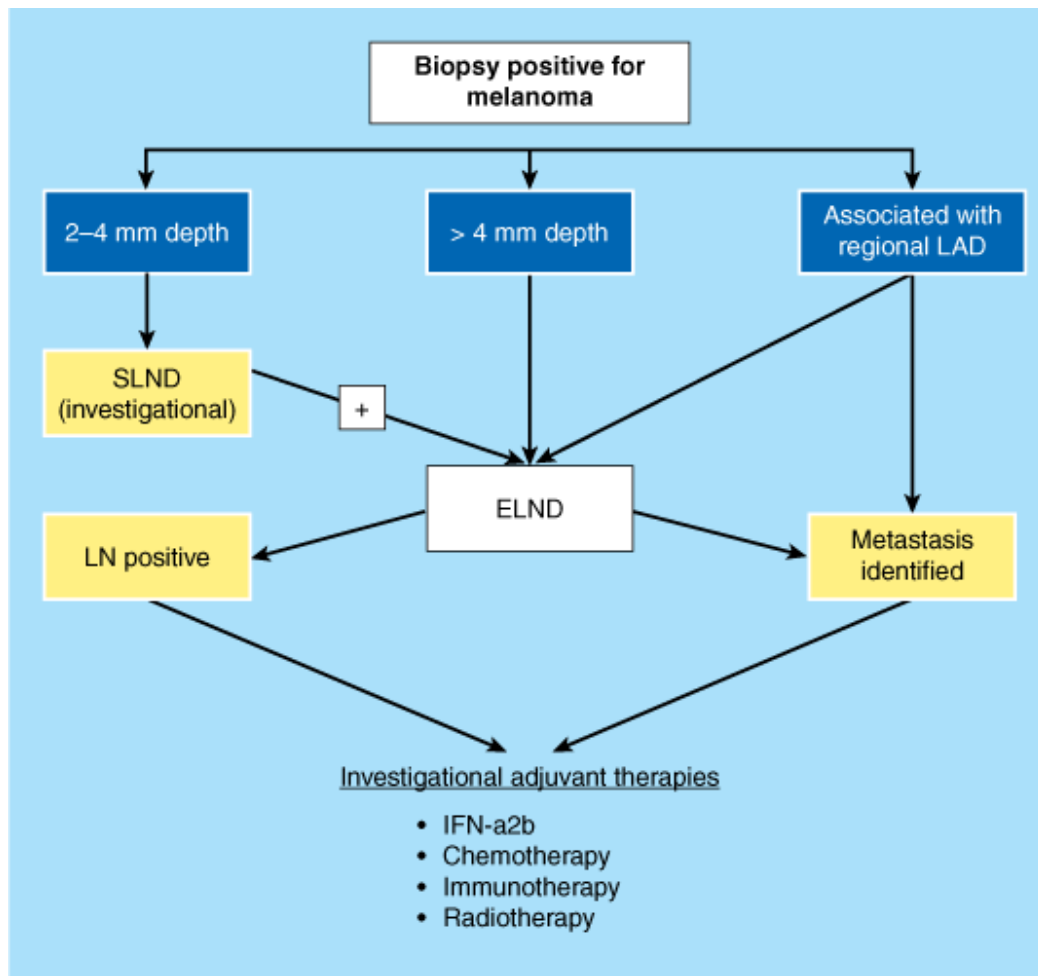 Biopsy positive for
melanoma
2–4 mm depth
> 4 mm depth
Associated with
regional LAD
SLND
(investigational)
+
ELND
LN positive
Metastasis
identified
Investigational adjuvant therapies
• IFN-a2b
• Chemotherapy
• Immunotherapy
• Radiotherapy